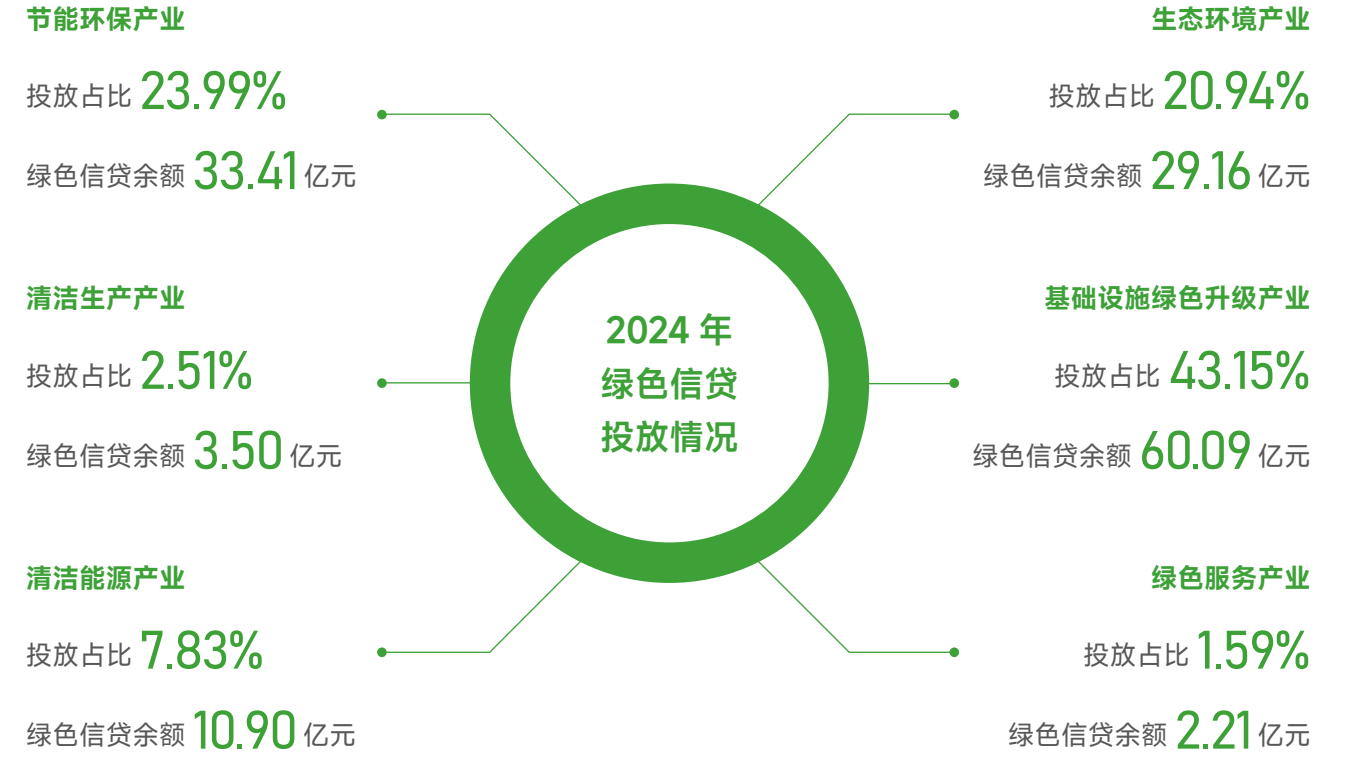 节能环保产业
投放占比 23.99%
绿色信贷余额 33.41 亿元
清洁生产产业
投放占比 2.51%
绿色信贷余额 3.50 亿元
清洁能源产业
投放占比 7.83%
绿色信贷余额 10.90 亿元
2024 年
绿色信贷
投放情况
生态环境产业
投放占比 20.94%
绿色信贷余额 29.16 亿元
基础设施绿色升级产业
投放占比 43.15%
绿色信贷余额 60.09 亿元
绿色服务产业
投放占比 1.59%
绿色信贷余额 2.21 亿元